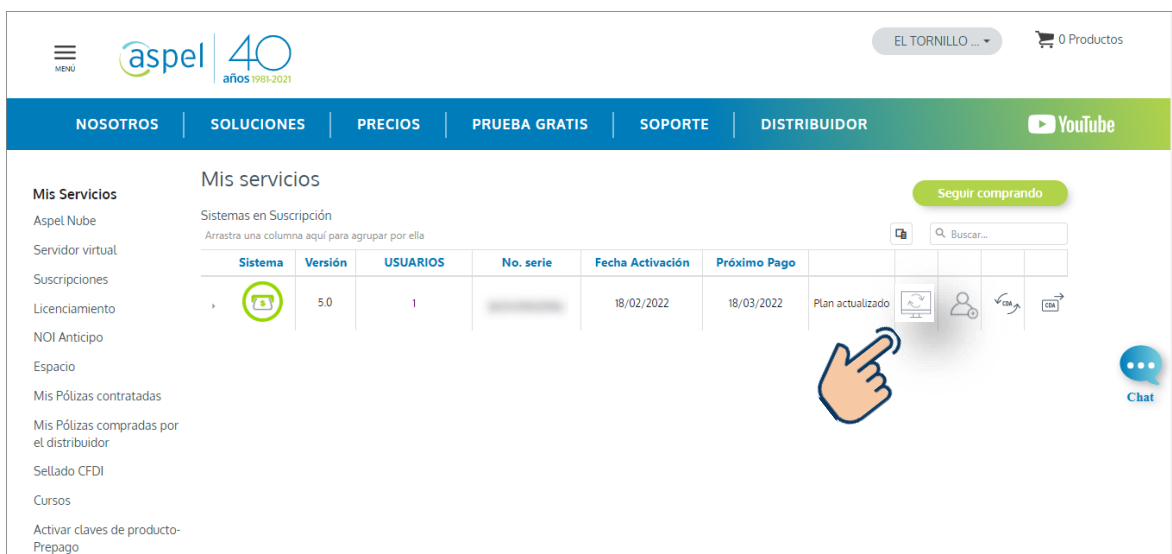 MENÚ
aspel
40
años 1981-2021
EL TORNILLO ...
0 Productos
NOSOTROS
SOLUCIONES
PRECIOS
PRUEBA GRATIS
SOPORTE
DISTRIBUIDOR
YouTube
Mis Servicios
Aspel Nube
Servidor virtual
Suscripciones
Licenciamiento
NOI Anticipo
Espacio
Mis Pólizas contratadas
Mis Pólizas compradas por
el distribuidor
Sellado CFDI
Cursos
Activar claves de producto-
Prepago
Mis servicios
Seguir comprando
Sistemas en Suscripción
Arrastra una columna aquí para agrupar por ella
Buscar...
Sistema Versión USUARIOS No. serie Fecha Activación Próximo Pago
$ 5.0 1 18/02/2022 18/03/2022 Plan actualizado CDA CDA
Chat